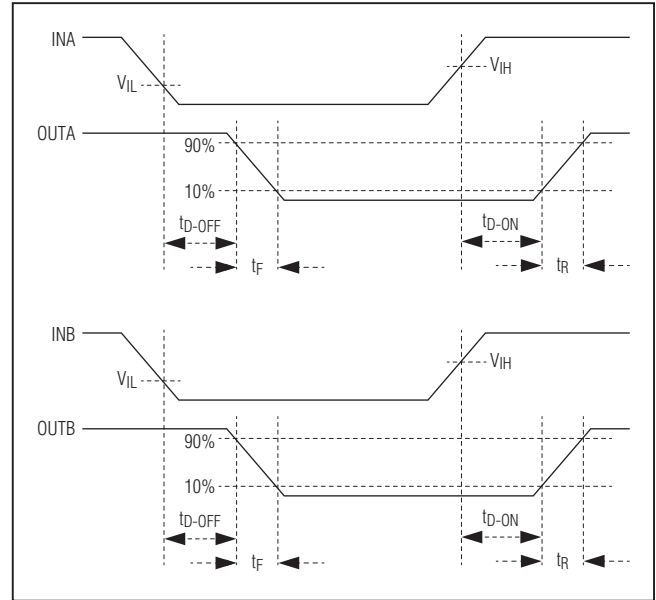 INA
VIL
VIH
OUTA
90%
10%
tD-OFF
tD-ON
tF
tR
INB
VIL
VIH
OUTB
90%
10%
tD-OFF
tD-ON
tF
tR